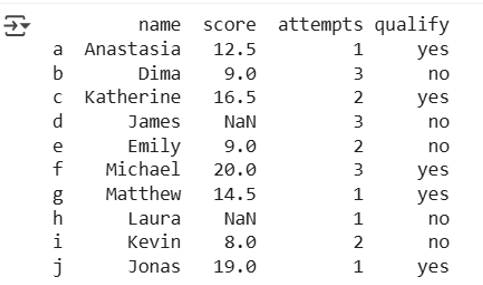 name score attempts qualify
a Anastasia 12.5 1 yes
b Dima 9.0 3 no
c Katherine 16.5 2 yes
d James NaN 3 no
e Emily 9.0 2 no
f Michael 20.0 3 yes
g Matthew 14.5 1 yes
h Laura NaN 1 no
i Kevin 8.0 2 no
j Jonas 19.0 1 yes